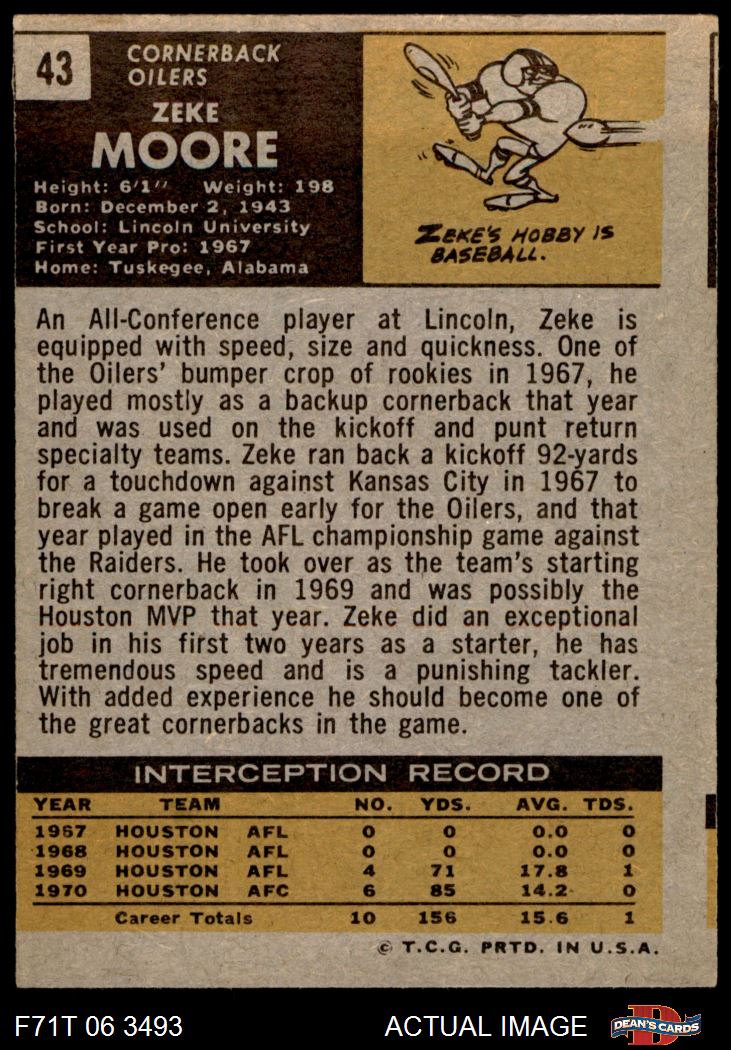 43
CORNERBACK
OILERS
ZEKE
MOORE
Height: 6'1" Weight: 198
Born: December 2, 1943
School: Lincoln University
First Year Pro: 1967
Home: Tuskegee, Alabama
ZEKE'S HOBBY IS
BASEBALL.
An All-Conference player at Lincoln, Zeke is
equipped with speed, size and quickness. One of
the Oilers' bumper crop of rookies in 1967, he
played mostly as a backup cornerback that year
and was used on the kickoff and punt return
specialty teams. Zeke ran back a kickoff 92-yards
for a touchdown against Kansas City in 1967 to
break a game open early for the Oilers, and that
year played in the AFL championship game against
the Raiders. He took over as the team's starting
right cornerback in 1969 and was possibly the
Houston MVP that year. Zeke did an exceptional
job in his first two years as a starter, he has
tremendous speed and is a punishing tackler.
With added experience he should become one of
the great cornerbacks in the game.
INTERCEPTION RECORD
YEAR TEAM NO. YDS. AVG. TDS.
1967 HOUSTON AFL 0 0 0.0 0
1968 HOUSTON AFL 0 0 0.0 0
1969 HOUSTON AFL 4 71 17.8 1
1970 HOUSTON AFC 6 85 14.2 0
Career Totals 10 156 15.6 1
© T.C.G. PRTD. IN U.S.A.
F71T 06 3493 ACTUAL IMAGE D DEAN'S CARDS